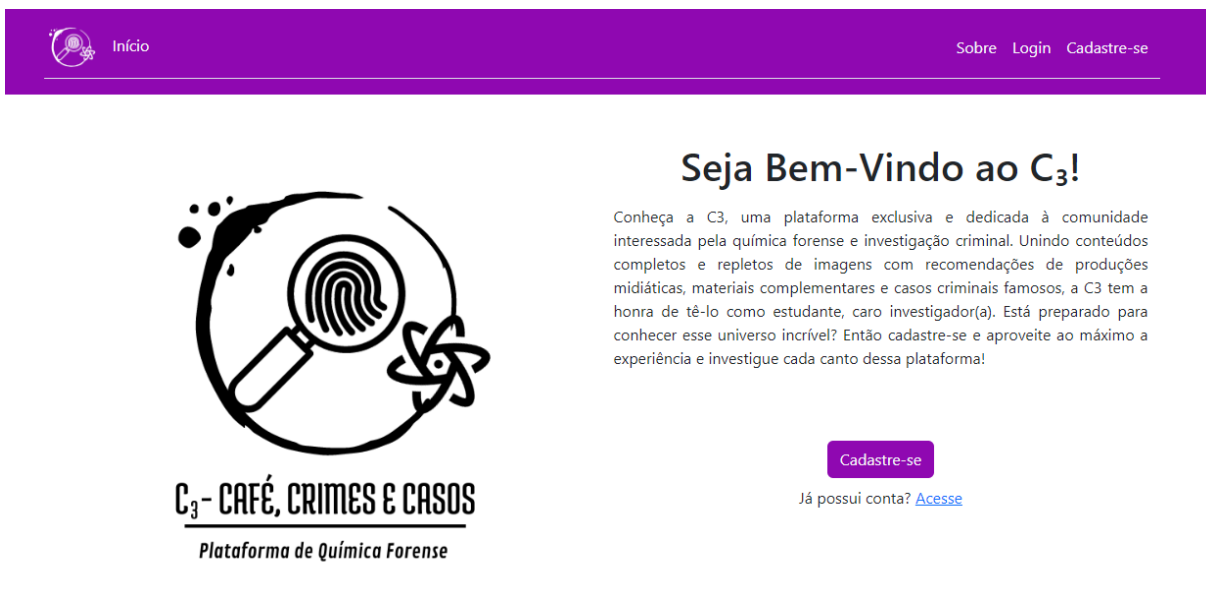 Início
Sobre Login Cadastre-se
Seja Bem-Vindo ao C₃!
Conheça a C3, uma plataforma exclusiva e dedicada à comunidade
interessada pela química forense e investigação criminal. Unindo conteúdos
completos e repletos de imagens com recomendações de produções
midiáticas, materiais complementares e casos criminais famosos, a C3 tem a
honra de tê-lo como estudante, caro investigador(a). Está preparado para
conhecer esse universo incrível? Então cadastre-se e aproveite ao máximo a
experiência e investigue cada canto dessa plataforma!
Cadastre-se
Já possui conta? Acesse
C₃- CAFÉ, CRIMES E CASOS
Plataforma de Química Forense